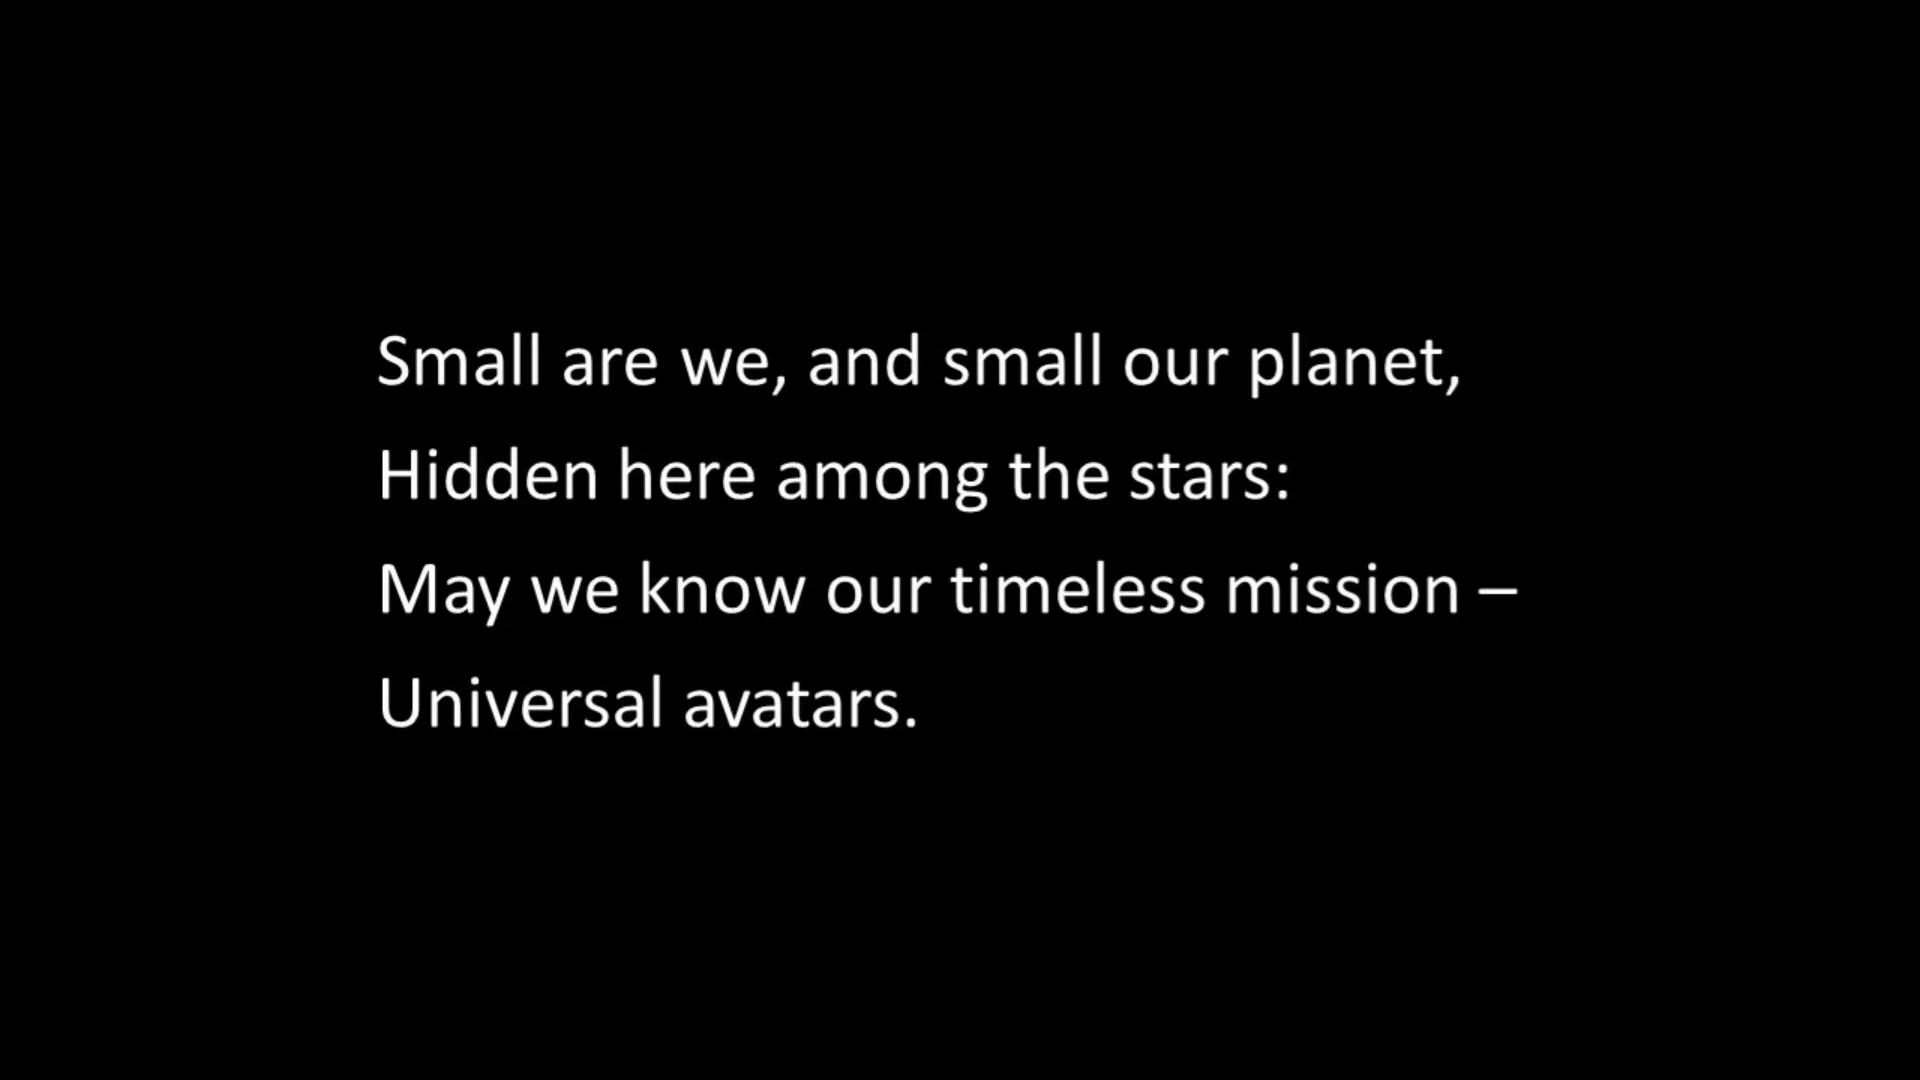 Small are we, and small our planet,
Hidden here among the stars:
May we know our timeless mission –
Universal avatars.